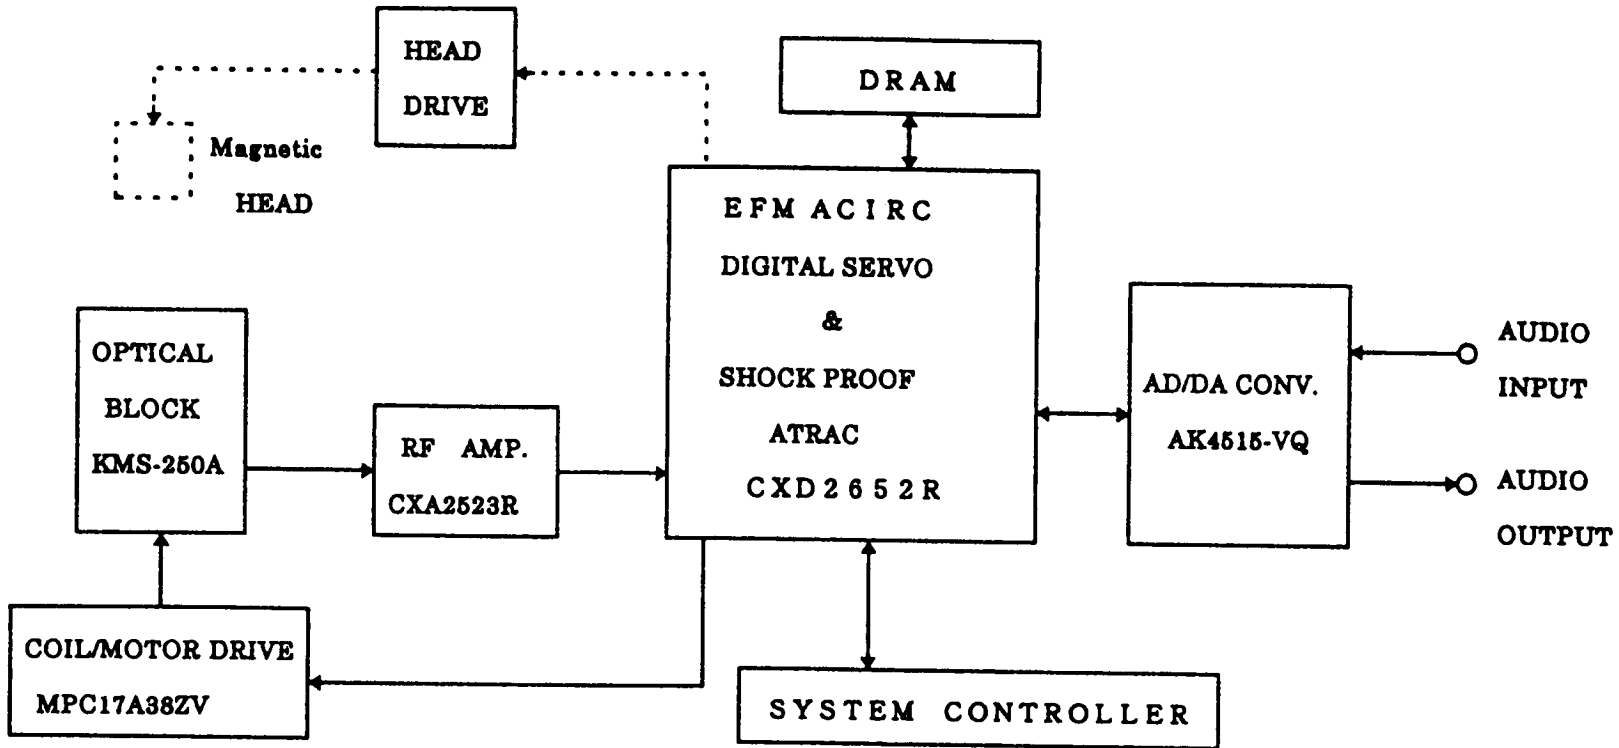 HEAD
DRIVE
DRAM
Magnetic
HEAD
EFM ACIRC
DIGITAL SERVO
&
SHOCK PROOF
ATRAC
CXD2652R
OPTICAL
BLOCK
KMS-250A
RF AMP.
CXA2523R
AD/DA CONV.
AK4515-VQ
AUDIO
INPUT
AUDIO
OUTPUT
COIL/MOTOR DRIVE
MPC17A38ZV
SYSTEM CONTROLLER